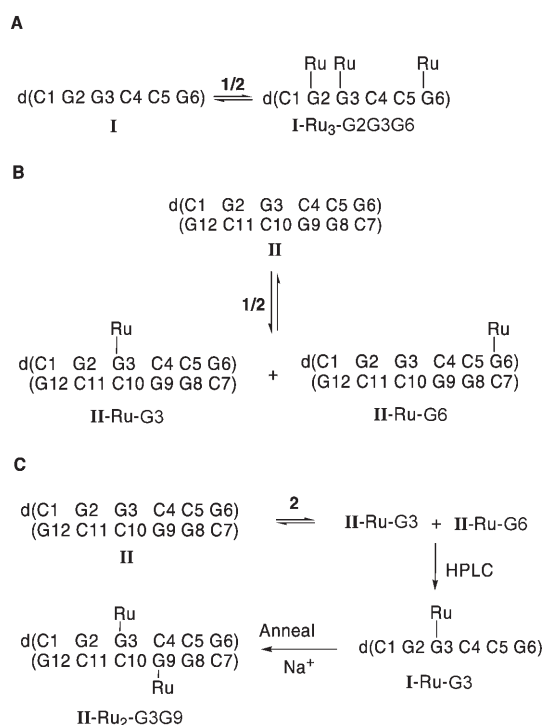 A
Ru Ru Ru
d(C1 G2 G3 C4 C5 G6) 1/2 d(C1 G2 G3 C4 C5 G6)
I I-Ru3-G2G3G6
B
d(C1 G2 G3 C4 C5 G6)
(G12 C11 C10 G9 G8 C7)
II
1/2
Ru Ru
d(C1 G2 G3 C4 C5 G6) + d(C1 G2 G3 C4 C5 G6)
(G12 C11 C10 G9 G8 C7) (G12 C11 C10 G9 G8 C7)
II-Ru-G3 II-Ru-G6
C
d(C1 G2 G3 C4 C5 G6) 2 II-Ru-G3 + II-Ru-G6
(G12 C11 C10 G9 G8 C7)
II
HPLC
Ru Ru
d(C1 G2 G3 C4 C5 G6) Anneal d(C1 G2 G3 C4 C5 G6)
(G12 C11 C10 G9 G8 C7) Na+
Ru I-Ru-G3
II-Ru2-G3G9